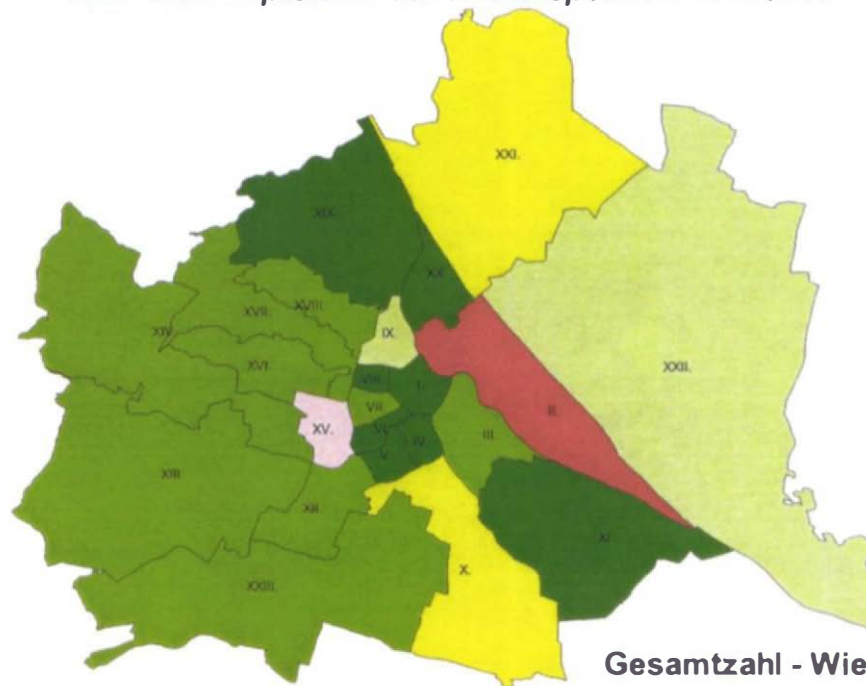 XXI.
XIX.
XX.
XVIII.
XVII.
XIV.
IX.
XVI.
XXII.
VIII.
I.
VII.
II.
XV.
III.
VI.
IV.
V.
XIII.
XII.
XI.
X.
XXIII.
Gesamtzahl - Wie